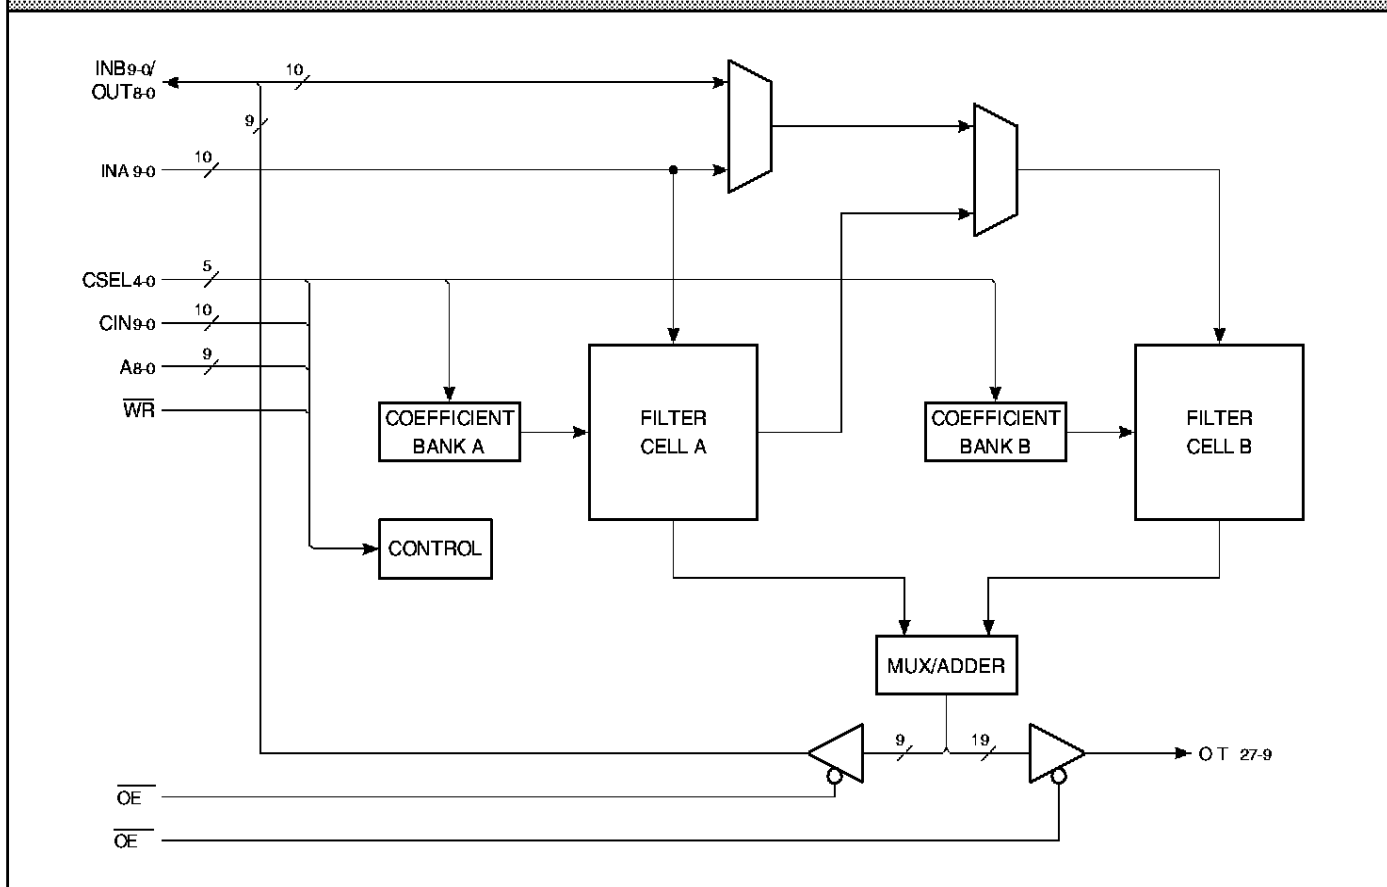 INB9-0/
OUT8-0
10
9
INA 9-0
10
CSEL4-0
5
CIN9-0
10
A8-0
9
WR
COEFFICIENT
BANK A
FILTER
CELL A
COEFFICIENT
BANK B
FILTER
CELL B
CONTROL
MUX/ADDER
9
19
O T 27-9
OE
OE